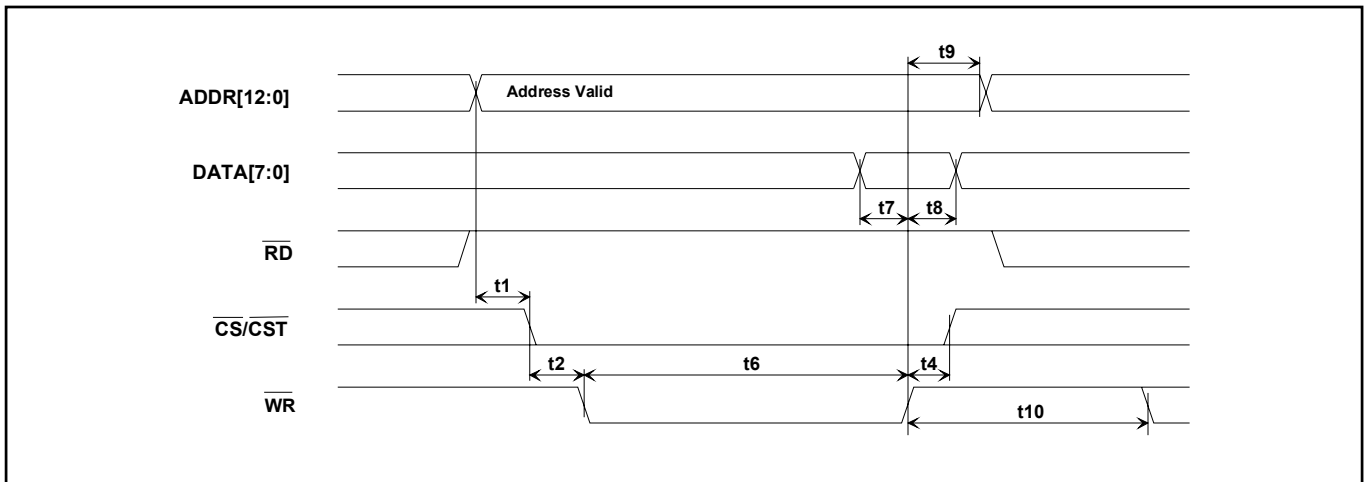 t9
ADDR[12:0]
Address Valid
DATA[7:0]
t7
t8
RD
t1
CS/CST
t2
t6
t4
WR
t10